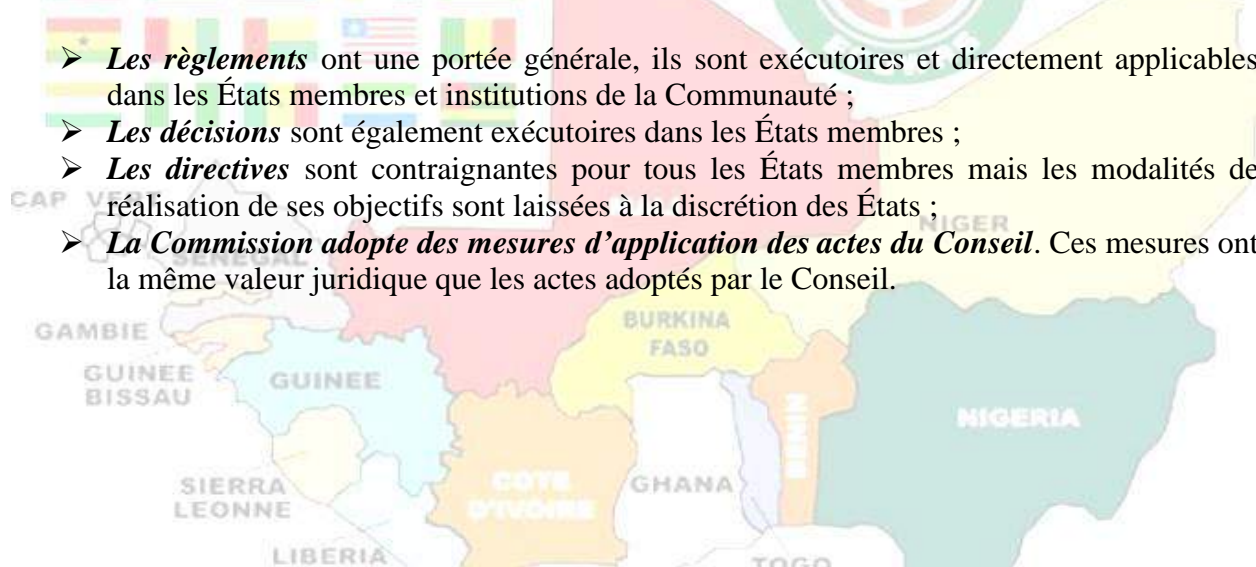 ➢ Les règlements ont une portée générale, ils sont exécutoires et directement applicables
dans les États membres et institutions de la Communauté ;
➢ Les décisions sont également exécutoires dans les États membres ;
➢ Les directives sont contraignantes pour tous les États membres mais les modalités de
réalisation de ses objectifs sont laissées à la discrétion des États ;
➢ La Commission adopte des mesures d’application des actes du Conseil. Ces mesures ont
la même valeur juridique que les actes adoptés par le Conseil.
CAP VERT
SENEGAL
NIGER
GAMBIE
BURKINA
FASO
GUINEE
BISSAU
GUINEE
BENIN
NIGERIA
SIERRA
LEONNE
COTE
D'IVOIRE
GHANA
LIBERIA
TOGO